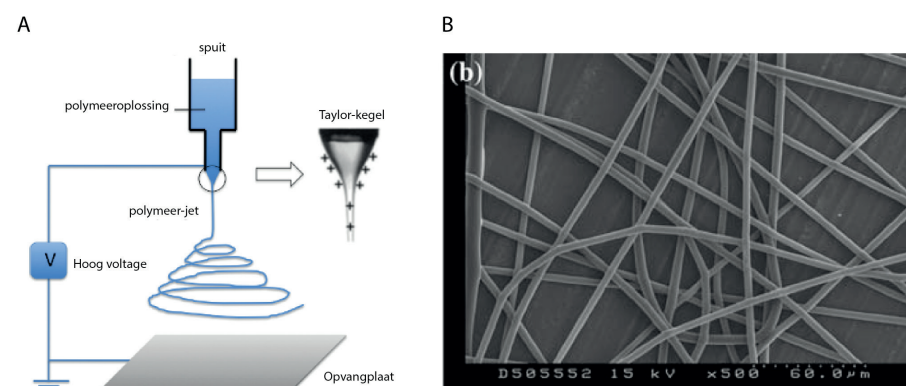 A
spuit
polymeeroplossing
Taylor-kegel
polymeer-jet
V
Hoog voltage
Opvangplaat
B
(b)
D505552 15 kV x500 60.0µm